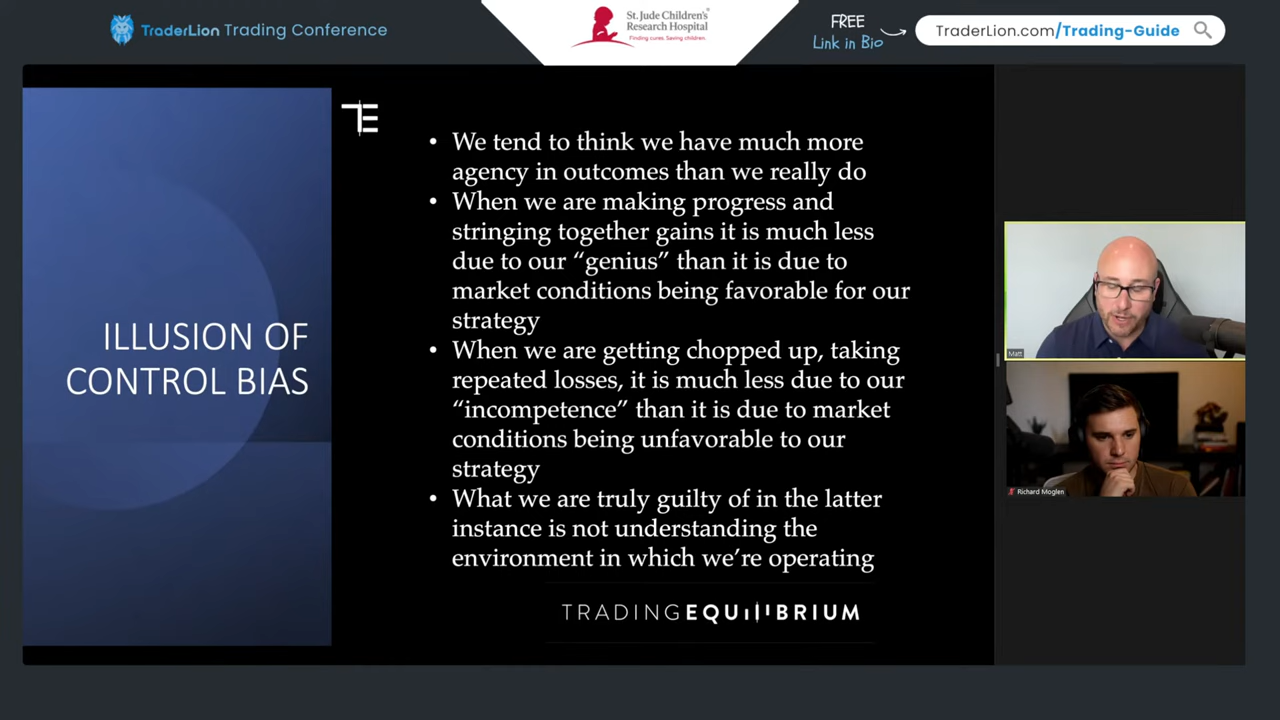 TraderLion Trading Conference
St. Jude Children's®
Research Hospital
Finding cures. Saving children.
FREE
Link in Bio
TraderLion.com/Trading-Guide
TE
ILLUSION OF
CONTROL BIAS
• We tend to think we have much more
agency in outcomes than we really do
• When we are making progress and
stringing together gains it is much less
due to our “genius” than it is due to
market conditions being favorable for our
strategy
• When we are getting chopped up, taking
repeated losses, it is much less due to our
“incompetence” than it is due to market
conditions being unfavorable to our
strategy
• What we are truly guilty of in the latter
instance is not understanding the
environment in which we’re operating
TRADINGEQUILIBRIUM
Matt
Richard Moglen